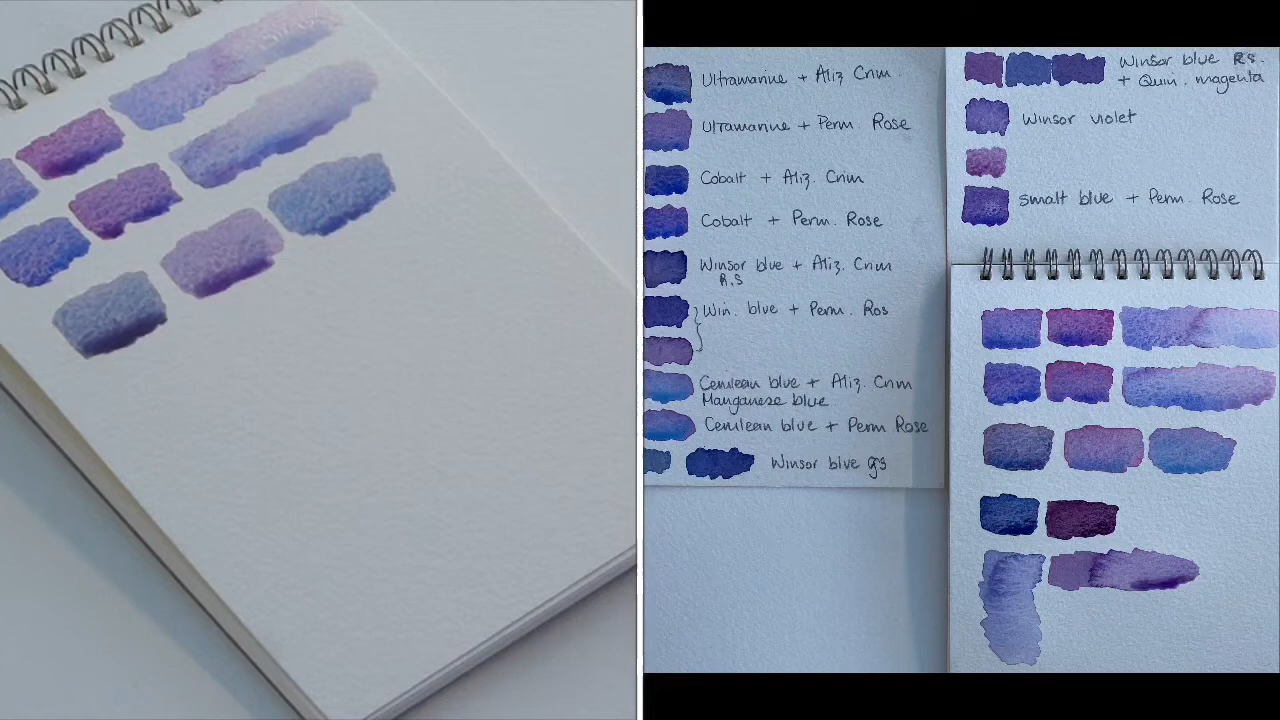 Ultramarine + Aliz Crim.
Ultramarine + Perm. Rose
Cobalt + Aliz. Crim
Cobalt + Perm. Rose
Winsor blue + Aliz. Crim
R.S
Win. blue + Perm. Ros
Cerulean blue + Aliz. Crim
Manganese blue
Cerulean blue + Perm Rose
Winsor blue gs
Winsor blue R.S.
+ Quin. magenta
Winsor violet
smalt blue + Perm. Rose